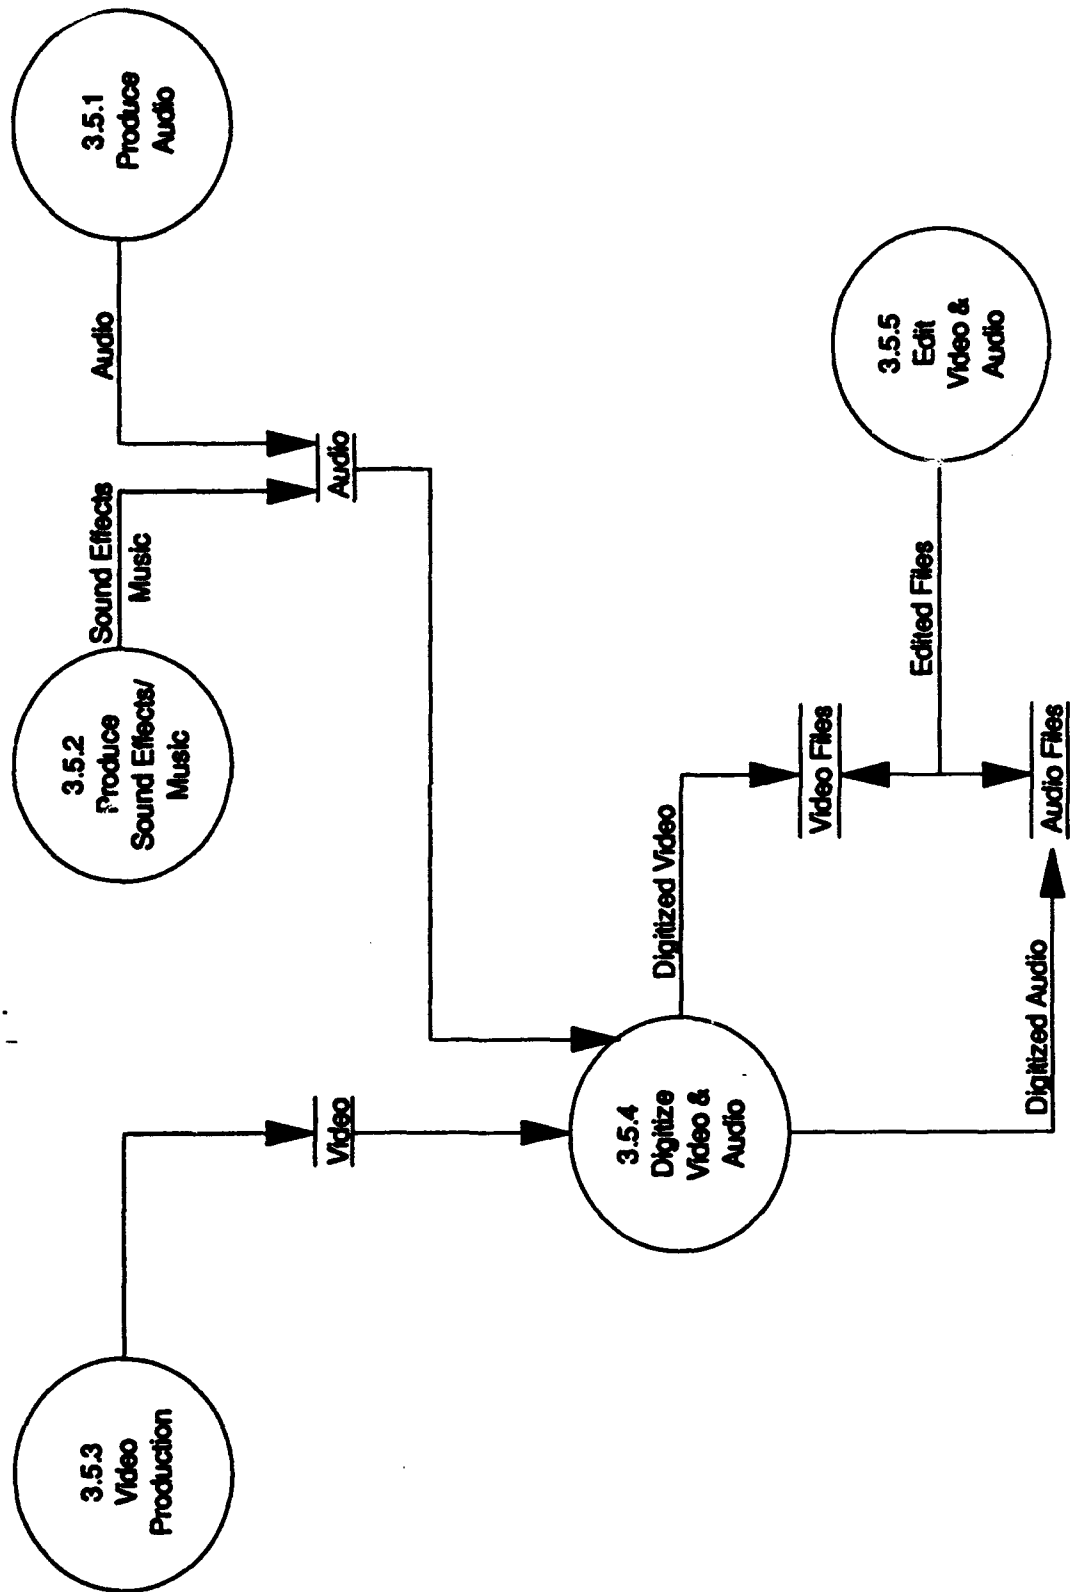 3.5.3
Video
Production
3.5.2
Produce
Sound Effects/
Music
Sound Effects
Music
Audio
3.5.1
Produce
Audio
Video
Audio
3.5.4
Digitize
Video &
Audio
Digitized Video
Video Files
Edited Files
3.5.5
Edit
Video &
Audio
Digitized Audio
Audio Files